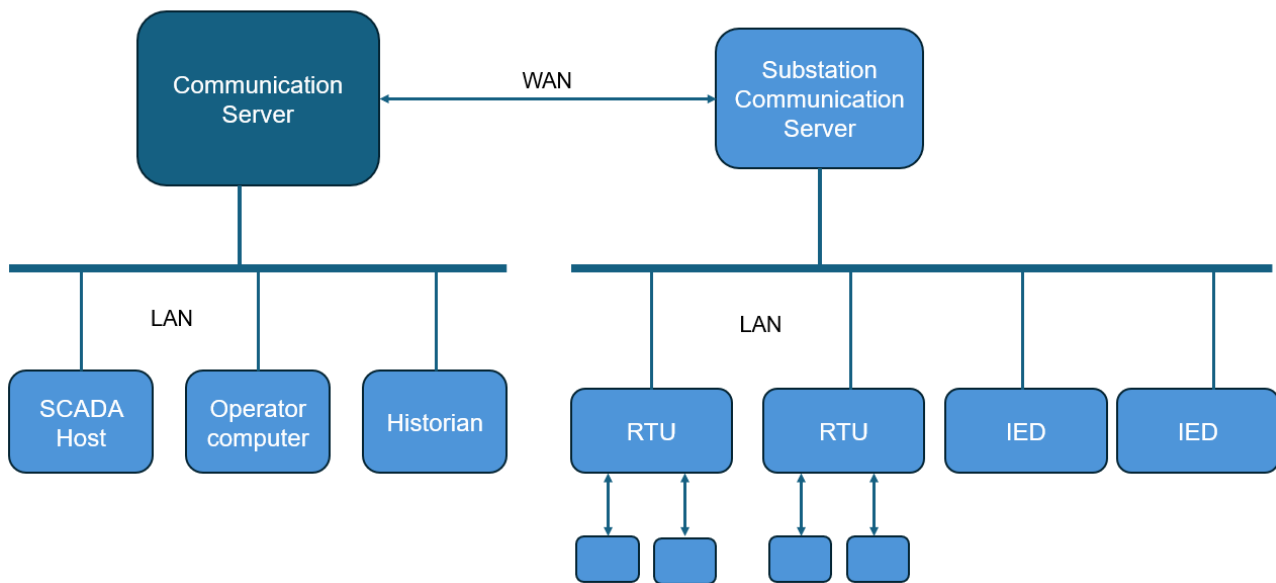 Communication
Server
WAN
Substation
Communication
Server
LAN
LAN
SCADA
Host
Operator
computer
Historian
RTU
RTU
IED
IED